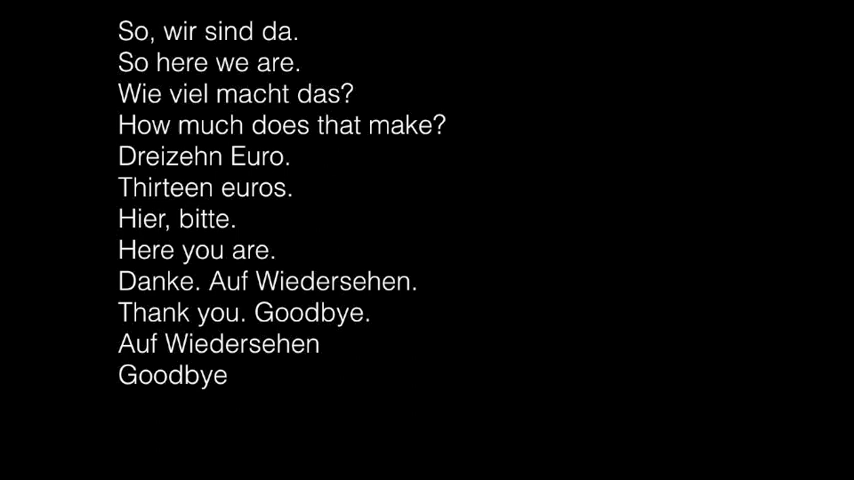 So, wir sind da.
So here we are.
Wie viel macht das?
How much does that make?
Dreizehn Euro.
Thirteen euros.
Hier, bitte.
Here you are.
Danke. Auf Wiedersehen.
Thank you. Goodbye.
Auf Wiedersehen
Goodbye